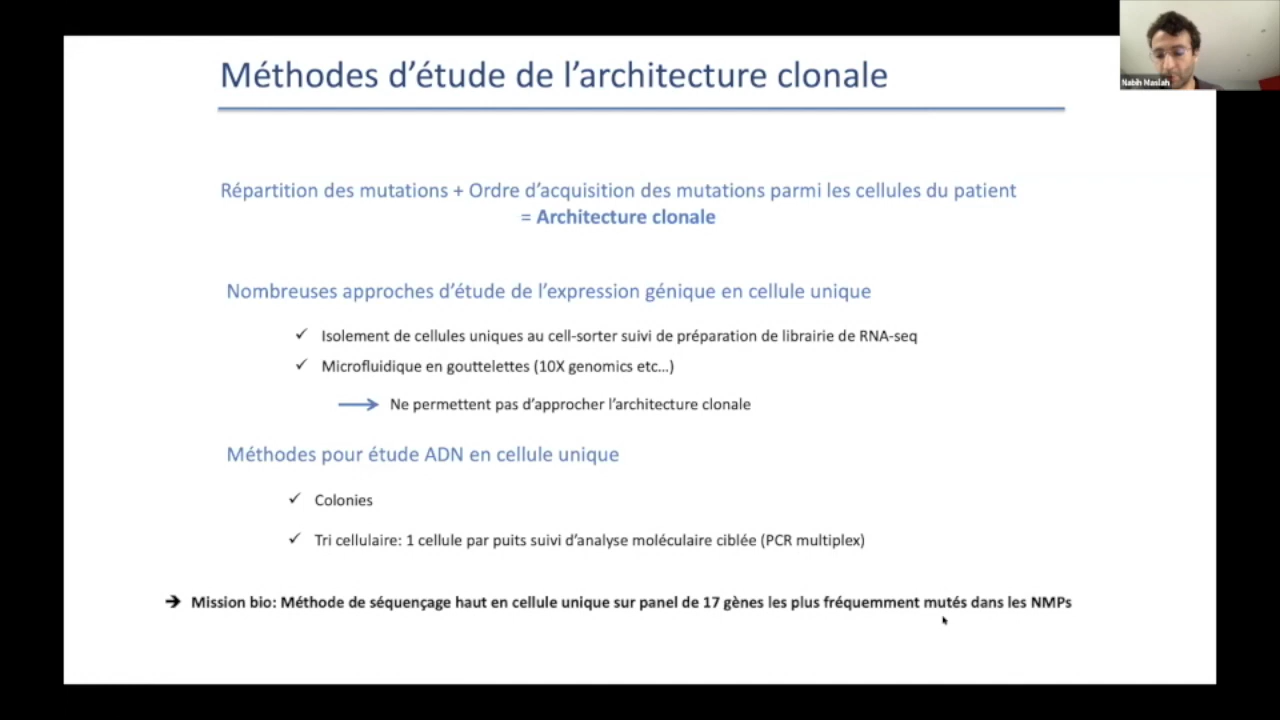 Méthodes d’étude de l’architecture clonale
Nabih Maslah
Répartition des mutations + Ordre d’acquisition des mutations parmi les cellules du patient
= Architecture clonale
Nombreuses approches d’étude de l’expression génique en cellule unique
✓ Isolement de cellules uniques au cell-sorter suivi de préparation de librairie de RNA-seq
✓ Microfluidique en gouttelettes (10X genomics etc…)
→ Ne permettent pas d’approcher l’architecture clonale
Méthodes pour étude ADN en cellule unique
✓ Colonies
✓ Tri cellulaire: 1 cellule par puits suivi d’analyse moléculaire ciblée (PCR multiplex)
→ Mission bio: Méthode de séquençage haut en cellule unique sur panel de 17 gènes les plus fréquemment mutés dans les NMPs